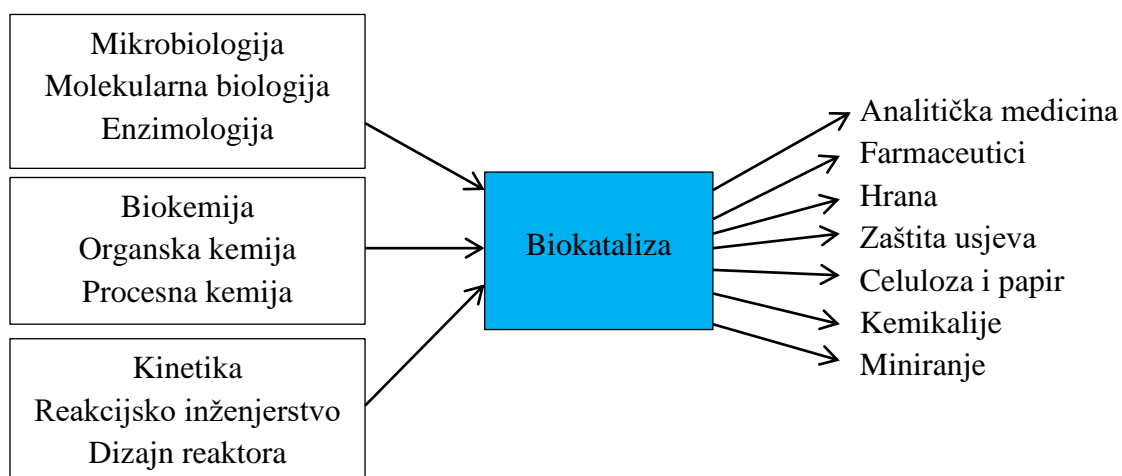 Mikrobiologija
Molekularna biologija
Enzimologija
Biokemija
Organska kemija
Procesna kemija
Kinetika
Reakcijsko inženjerstvo
Dizajn reaktora
Biokataliza
Analitička medicina
Farmaceutici
Hrana
Zaštita usjeva
Celuloza i papir
Kemikalije
Miniranje